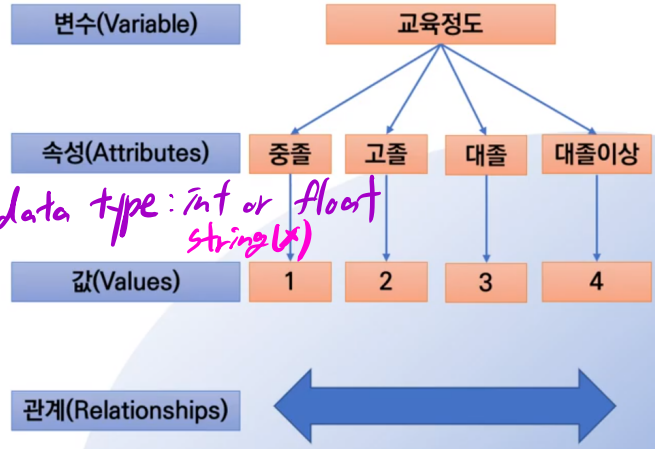 변수(Variable) 교육정도
속성(Attributes) 중졸 고졸 대졸 대졸이상
data type : int or float
string(x)
값(Values) 1 2 3 4
관계(Relationships)